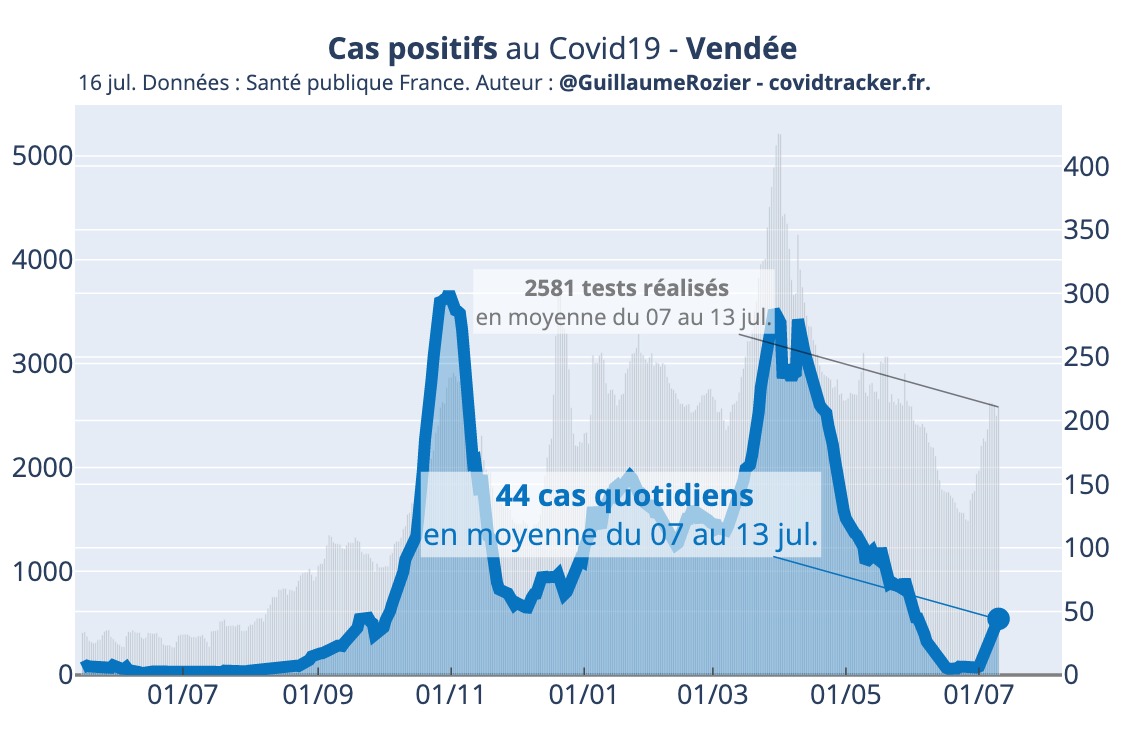 Cas positifs au Covid19 - Vendée
16 jul. Données : Santé publique France. Auteur : @GuillaumeRozier - covidtracker.fr.
5000
4000
3000
2000
1000
0
400
350
300
250
200
150
100
50
0
2581 tests réalisés
en moyenne du 07 au 13 jul.
44 cas quotidiens
en moyenne du 07 au 13 jul.
01/07 01/09 01/11 01/01 01/03 01/05 01/07